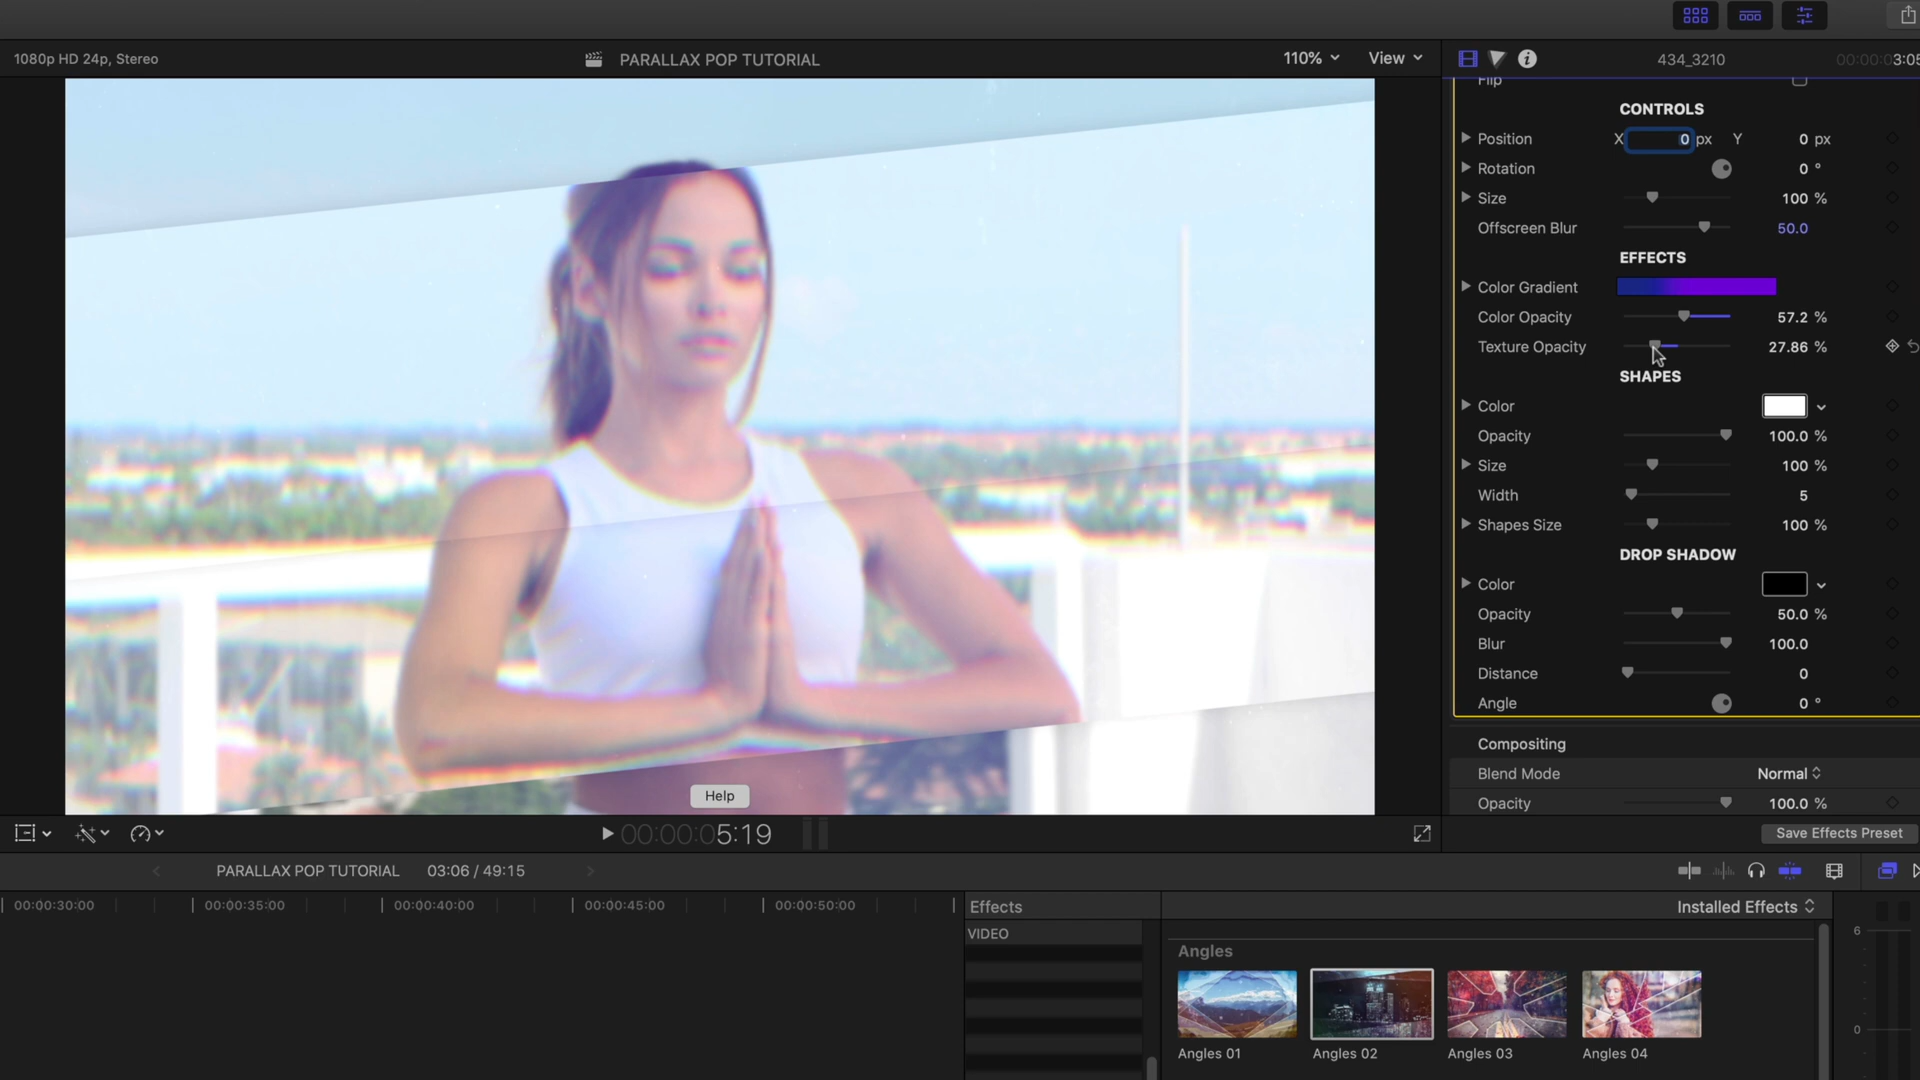 1080p HD 24p, Stereo
PARALLAX POP TUTORIAL
110%
View
434_3210
00:00:03:05
Flip
CONTROLS
Position X 0 px Y 0 px
Rotation 0 °
Size 100 %
Offscreen Blur 50.0
EFFECTS
Color Gradient
Color Opacity 57.2 %
Texture Opacity 27.86 %
SHAPES
Color
Opacity 100.0 %
Size 100 %
Width 5
Shapes Size 100 %
DROP SHADOW
Color
Opacity 50.0 %
Blur 100.0
Distance 0
Angle 0 °
Compositing
Blend Mode Normal
Opacity 100.0 %
Save Effects Preset
Help
00:00:05:19
PARALLAX POP TUTORIAL 03:06 / 49:15
00:00:30:00 00:00:35:00 00:00:40:00 00:00:45:00 00:00:50:00
Effects
Installed Effects
VIDEO
Angles
Angles 01 Angles 02 Angles 03 Angles 04
6
0